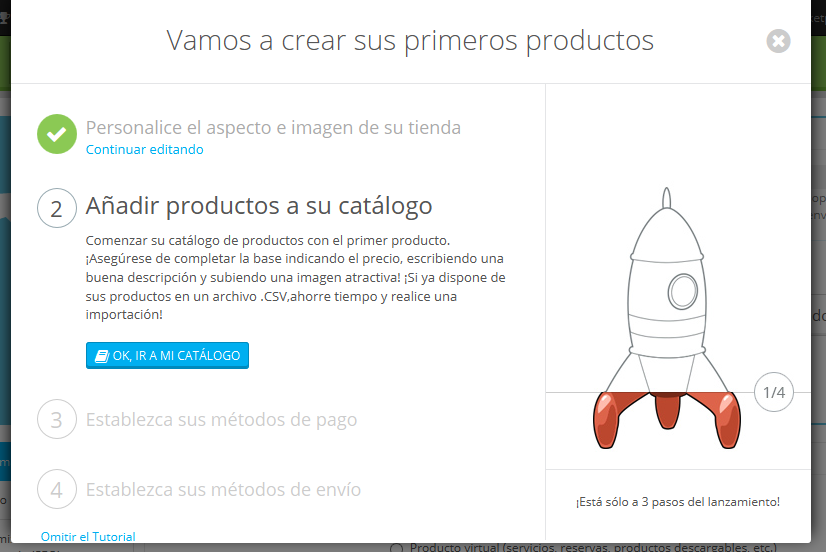 Vamos a crear sus primeros productos
Personalice el aspecto e imagen de su tienda
Continuar editando
2
Añadir productos a su catálogo
Comenzar su catálogo de productos con el primer producto.
¡Asegúrese de completar la base indicando el precio, escribiendo una
buena descripción y subiendo una imagen atractiva! ¡Si ya dispone de
sus productos en un archivo .CSV,ahorre tiempo y realice una
importación!
OK, IR A MI CATÁLOGO
1/4
3
Establezca sus métodos de pago
4
Establezca sus métodos de envío
¡Está sólo a 3 pasos del lanzamiento!
Omitir el Tutorial
Producto virtual (servicios, reservas, productos descargables, etc.)